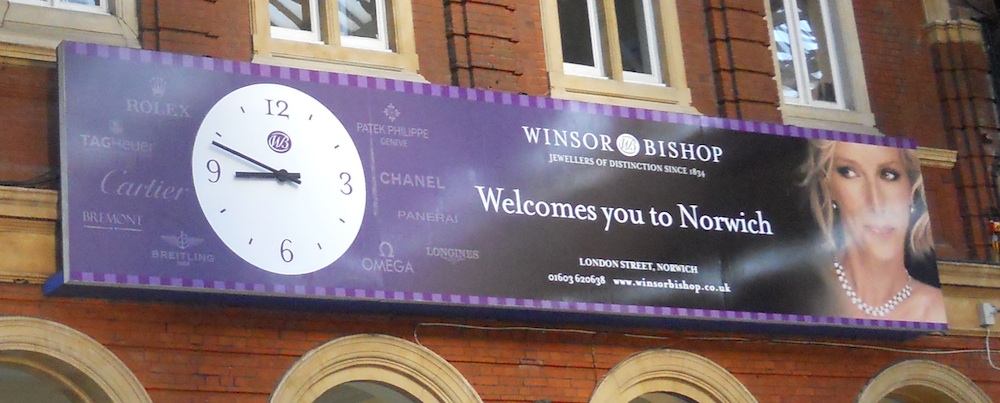 ROLEX
TAGHeuer
Cartier
BREMONT
BREITLING
12
3
6
9
WB
PATEK PHILIPPE
GENEVE
CHANEL
PANERAI
OMEGA
LONGINES
WINSOR WB BISHOP
JEWELLERS OF DISTINCTION SINCE 1834
Welcomes you to Norwich
LONDON STREET, NORWICH
01603 620638 www.winsorbishop.co.uk